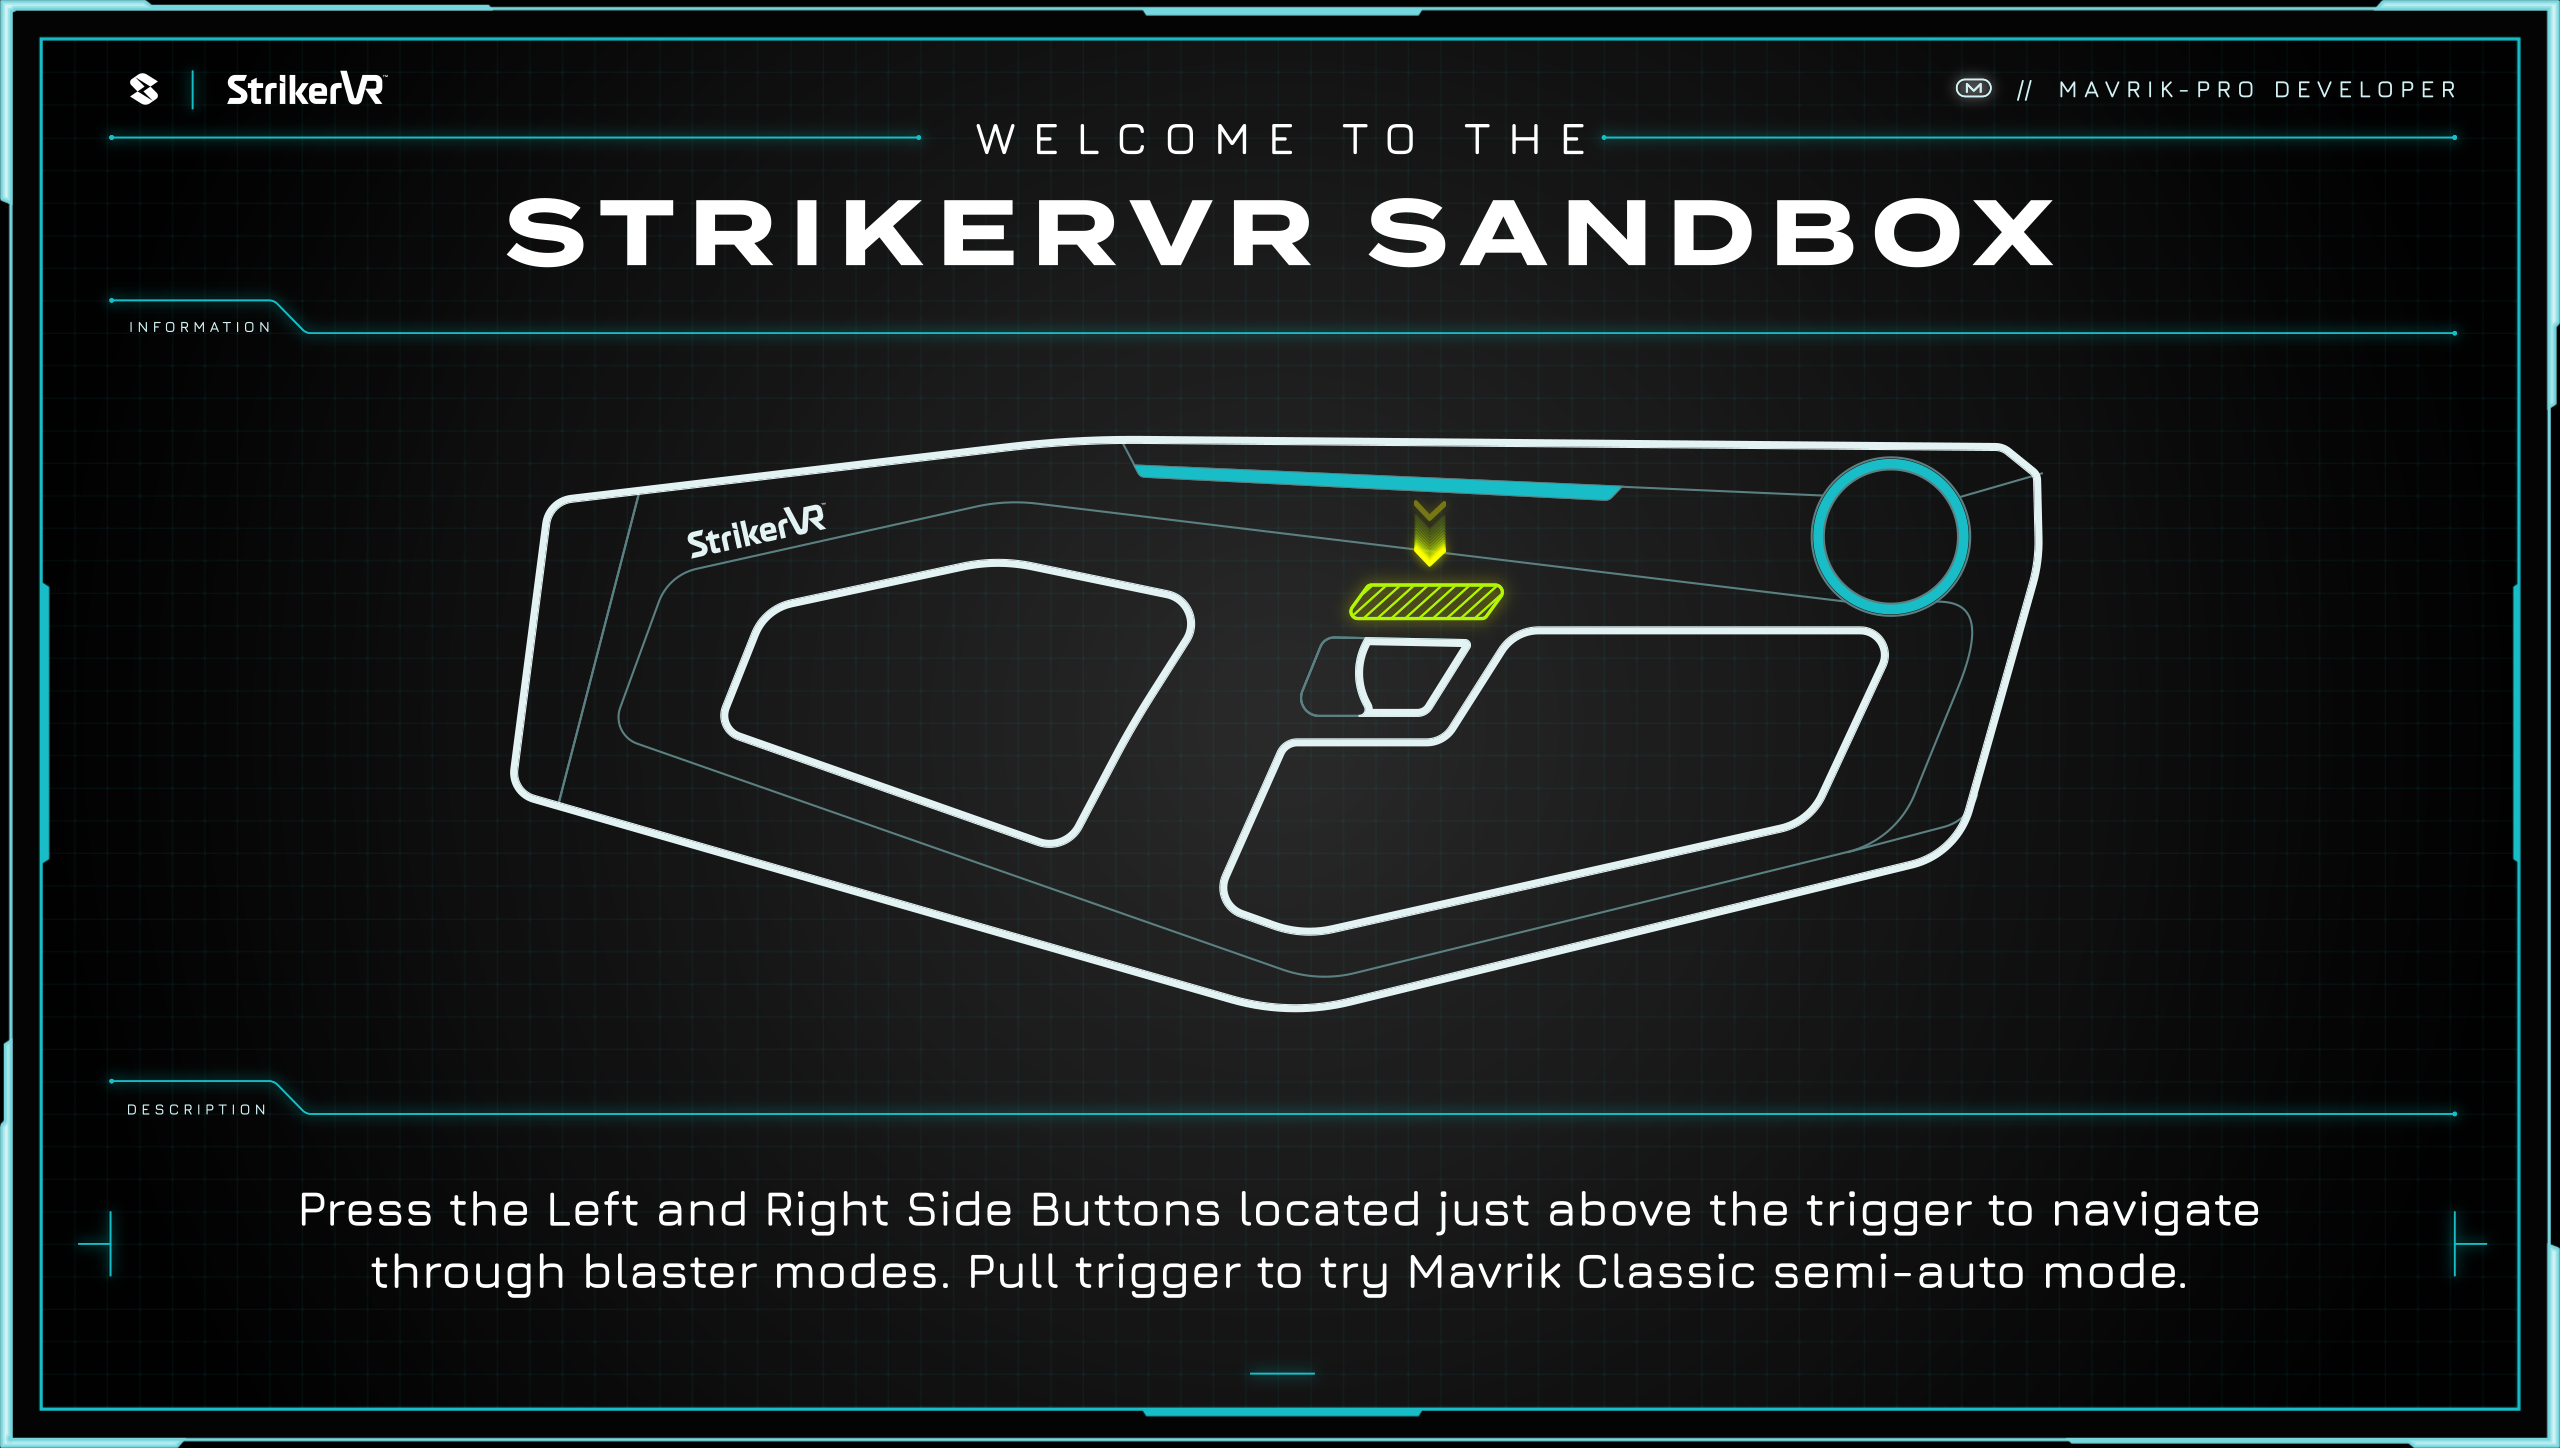 StrikerVR™
// MAVRIK-PRO DEVELOPER
WELCOME TO THE
STRIKERVR SANDBOX
INFORMATION
StrikerVR
DESCRIPTION
Press the Left and Right Side Buttons located just above the trigger to navigate
through blaster modes. Pull trigger to try Mavrik Classic semi-auto mode.